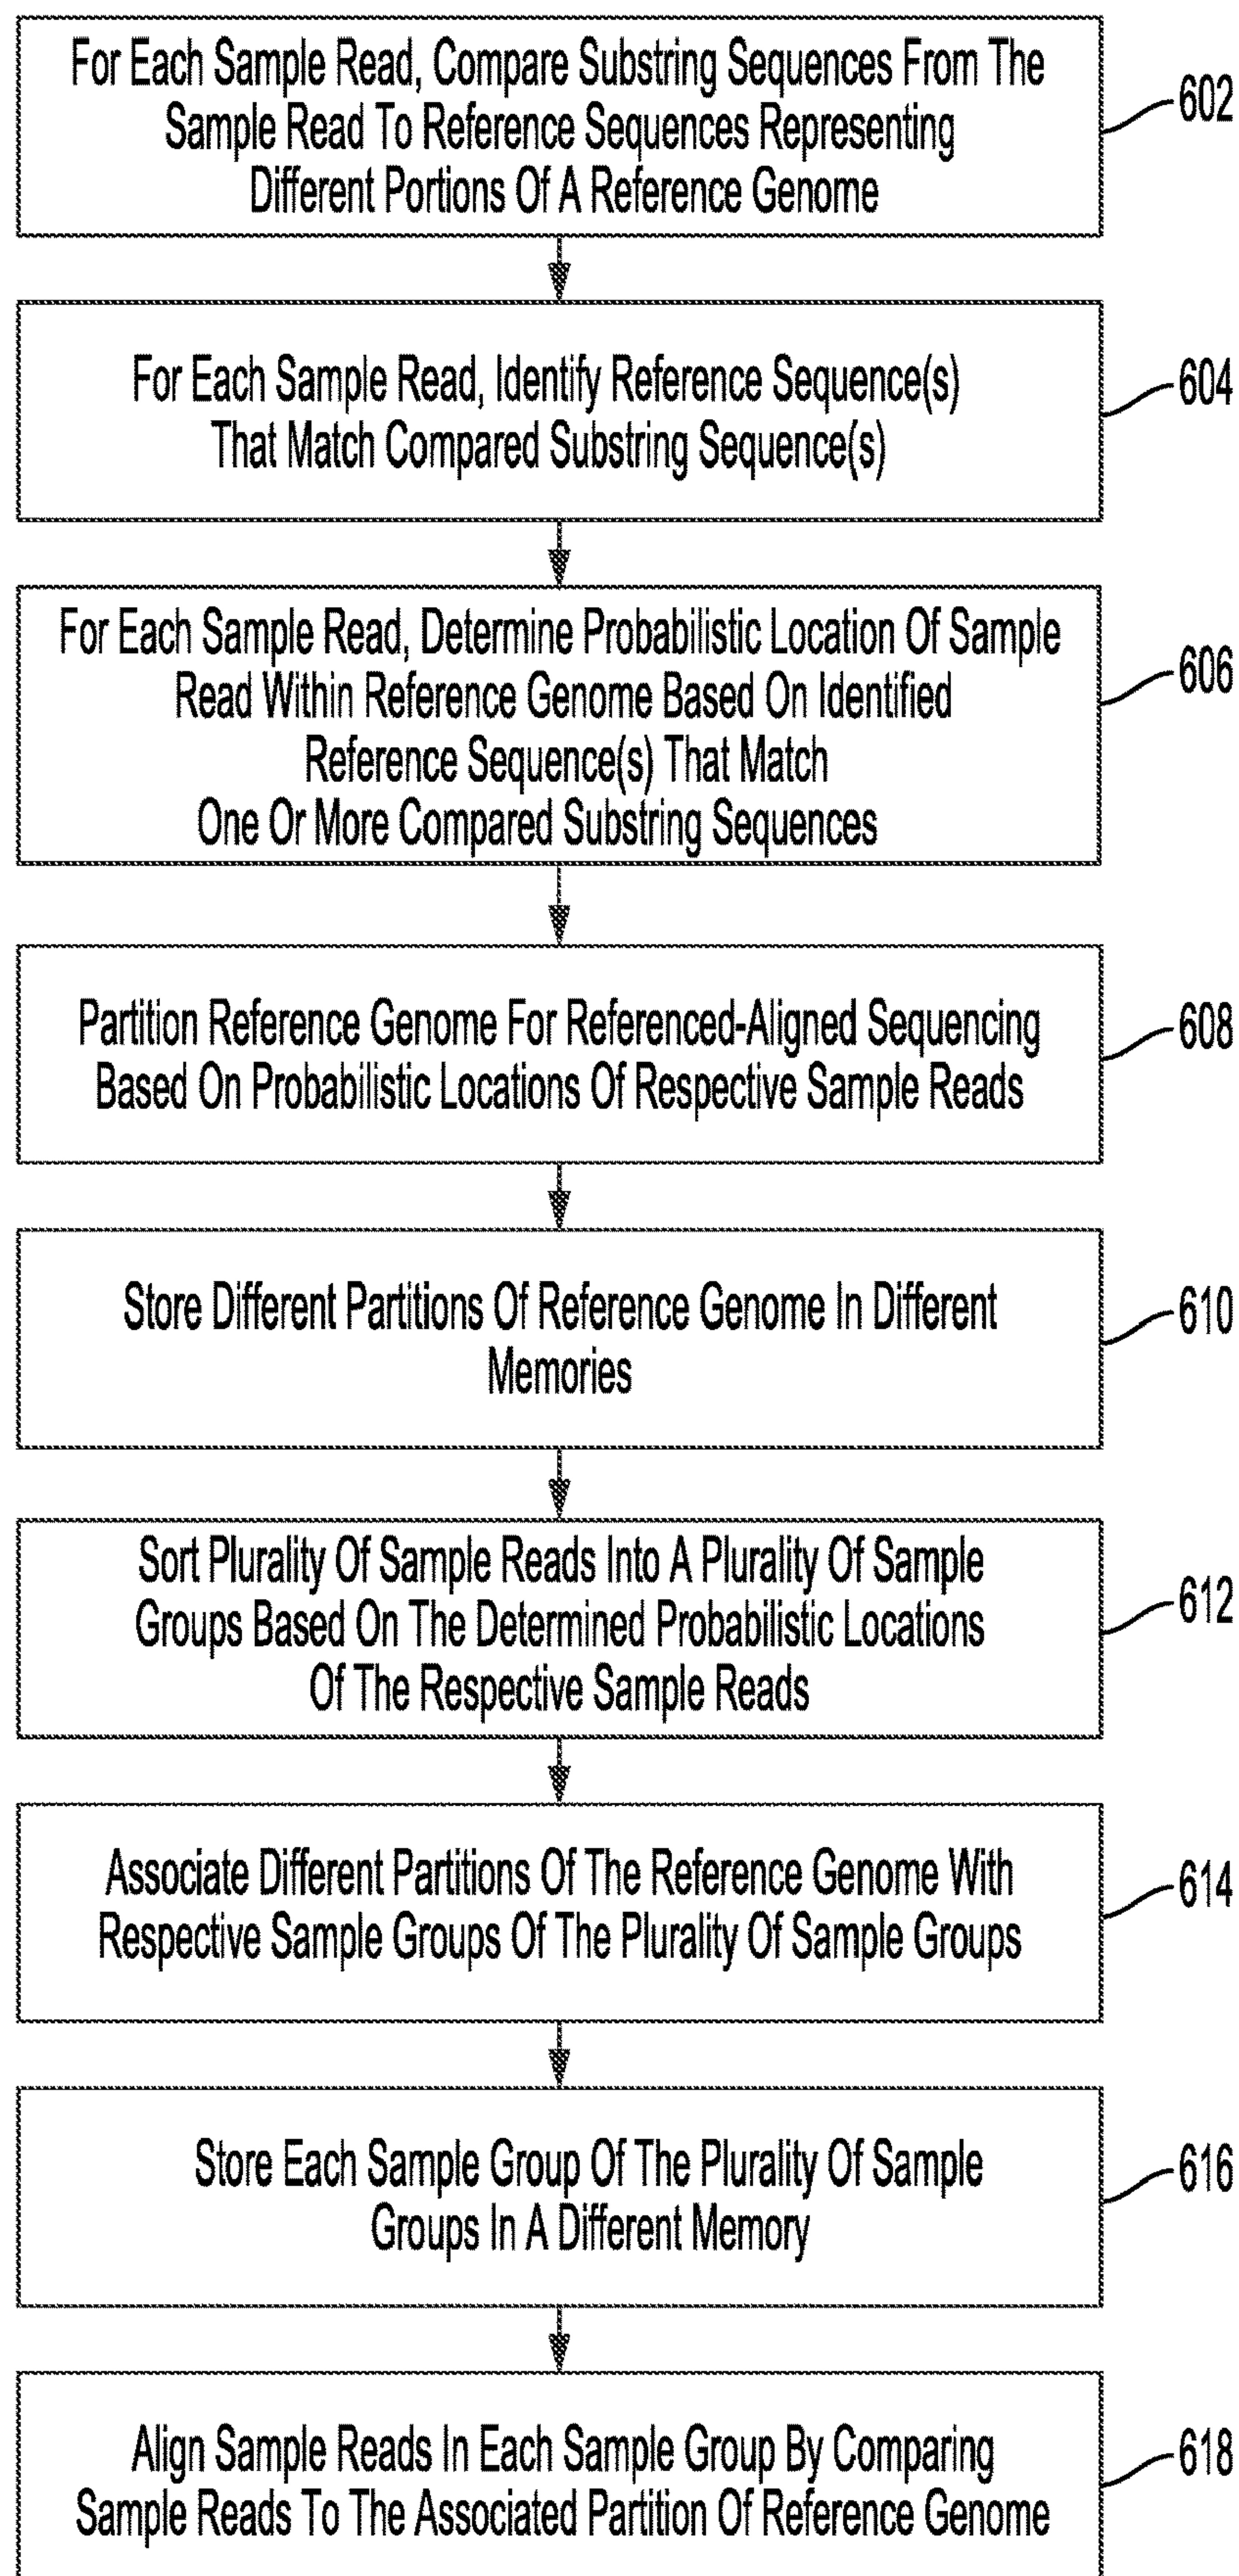 For Each Sample Read, Compare Substring Sequences From The
Sample Read To Reference Sequences Representing
Different Portions Of A Reference Genome
602
For Each Sample Read, Identify Reference Sequence(s)
That Match Compared Substring Sequence(s)
604
For Each Sample Read, Determine Probabilistic Location Of Sample
Read Within Reference Genome Based On Identified
Reference Sequence(s) That Match
One Or More Compared Substring Sequences
606
Partition Reference Genome For Referenced-Aligned Sequencing
Based On Probabilistic Locations Of Respective Sample Reads
608
Store Different Partitions Of Reference Genome In Different
Memories
610
Sort Plurality Of Sample Reads Into A Plurality Of Sample
Groups Based On The Determined Probabilistic Locations
Of The Respective Sample Reads
612
Associate Different Partitions Of The Reference Genome With
Respective Sample Groups Of The Plurality Of Sample Groups
614
Store Each Sample Group Of The Plurality Of Sample
Groups In A Different Memory
616
Align Sample Reads In Each Sample Group By Comparing
Sample Reads To The Associated Partition Of Reference Genome
618